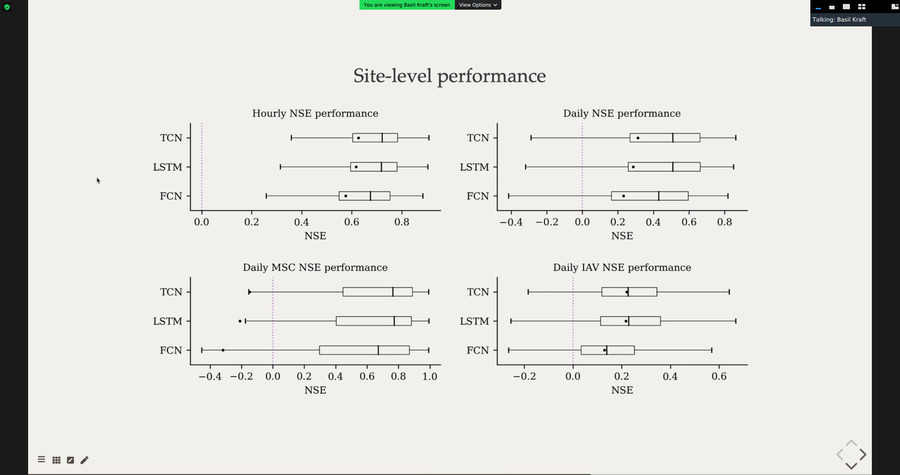 You are viewing Basil Kraft's screen
View Options
Talking: Basil Kraft
Site-level performance
Hourly NSE performance
TCN
LSTM
FCN
0.0 0.2 0.4 0.6 0.8
NSE
Daily NSE performance
TCN
LSTM
FCN
−0.4 −0.2 0.0 0.2 0.4 0.6 0.8
NSE
Daily MSC NSE performance
TCN
LSTM
FCN
−0.4 −0.2 0.0 0.2 0.4 0.6 0.8 1.0
NSE
Daily IAV NSE performance
TCN
LSTM
FCN
−0.2 0.0 0.2 0.4 0.6
NSE